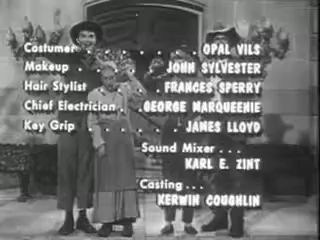 Costumer . . . . . . . OPAL VILS
Makeup . . . . . JOHN SYLVESTER
Hair Stylist . . . . FRANCES SPERRY
Chief Electrician . . GEORGE MARQUEENIE
Key Grip . . . . . . JAMES LLOYD
Sound Mixer . . .
KARL E. ZINT
Casting . . .
KERWIN COUGHLIN